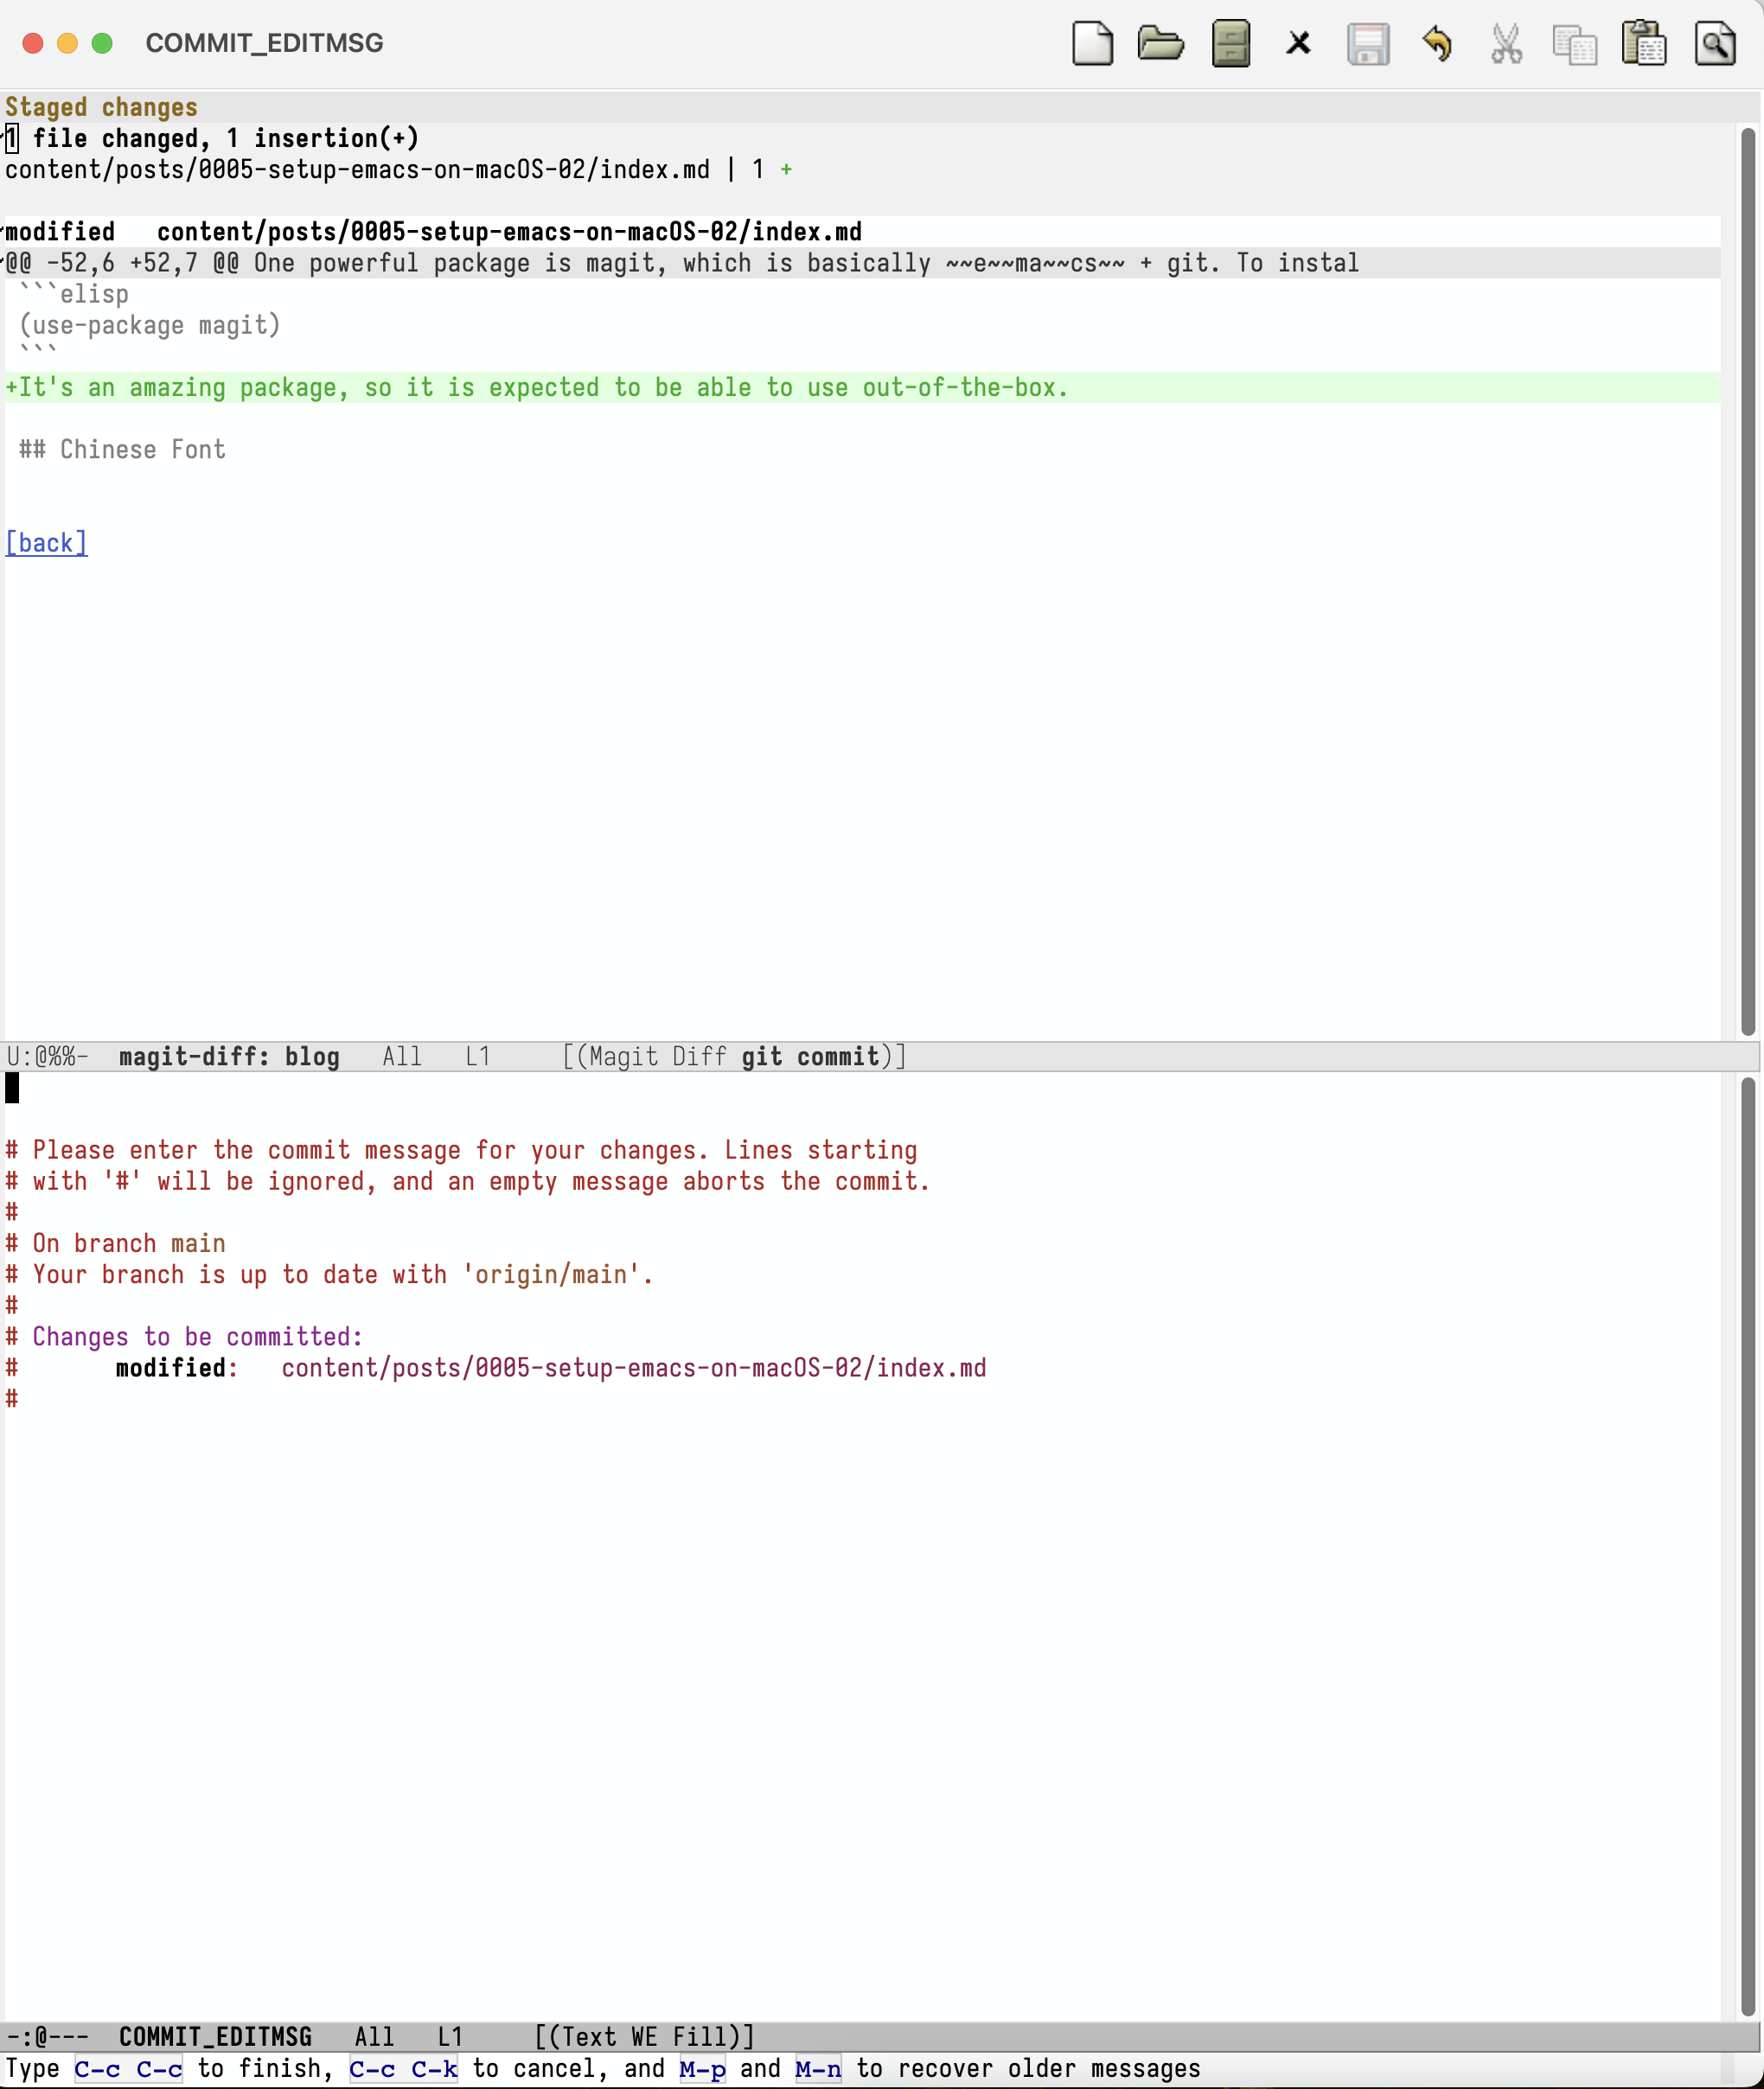 COMMIT_EDITMSG
Staged changes
1 file changed, 1 insertion(+)
content/posts/0005-setup-emacs-on-macOS-02/index.md | 1 +
modified   content/posts/0005-setup-emacs-on-macOS-02/index.md
@@ -52,6 +52,7 @@ One powerful package is magit, which is basically ~~e~~ma~~cs~~ + git. To instal
 ```elisp
 (use-package magit)
 ```
+It's an amazing package, so it is expected to be able to use out-of-the-box.
 ## Chinese Font
[back]
U:@%%-  magit-diff: blog   All   L1     [(Magit Diff git commit)]
# Please enter the commit message for your changes. Lines starting
# with '#' will be ignored, and an empty message aborts the commit.
#
# On branch main
# Your branch is up to date with 'origin/main'.
#
# Changes to be committed:
#       modified:   content/posts/0005-setup-emacs-on-macOS-02/index.md
#
-:@---  COMMIT_EDITMSG   All   L1     [(Text WE Fill)]
Type C-c C-c to finish, C-c C-k to cancel, and M-p and M-n to recover older messages